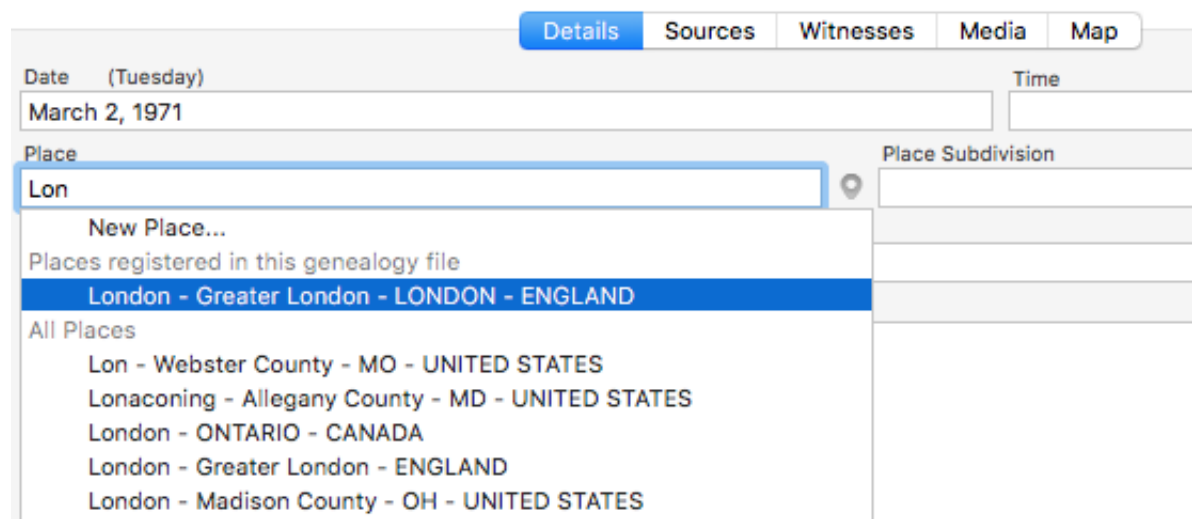 Details Sources Witnesses Media Map
Date (Tuesday) Time
March 2, 1971
Place Place Subdivision
Lon
New Place...
Places registered in this genealogy file
London - Greater London - LONDON - ENGLAND
All Places
Lon - Webster County - MO - UNITED STATES
Lonaconing - Allegany County - MD - UNITED STATES
London - ONTARIO - CANADA
London - Greater London - ENGLAND
London - Madison County - OH - UNITED STATES